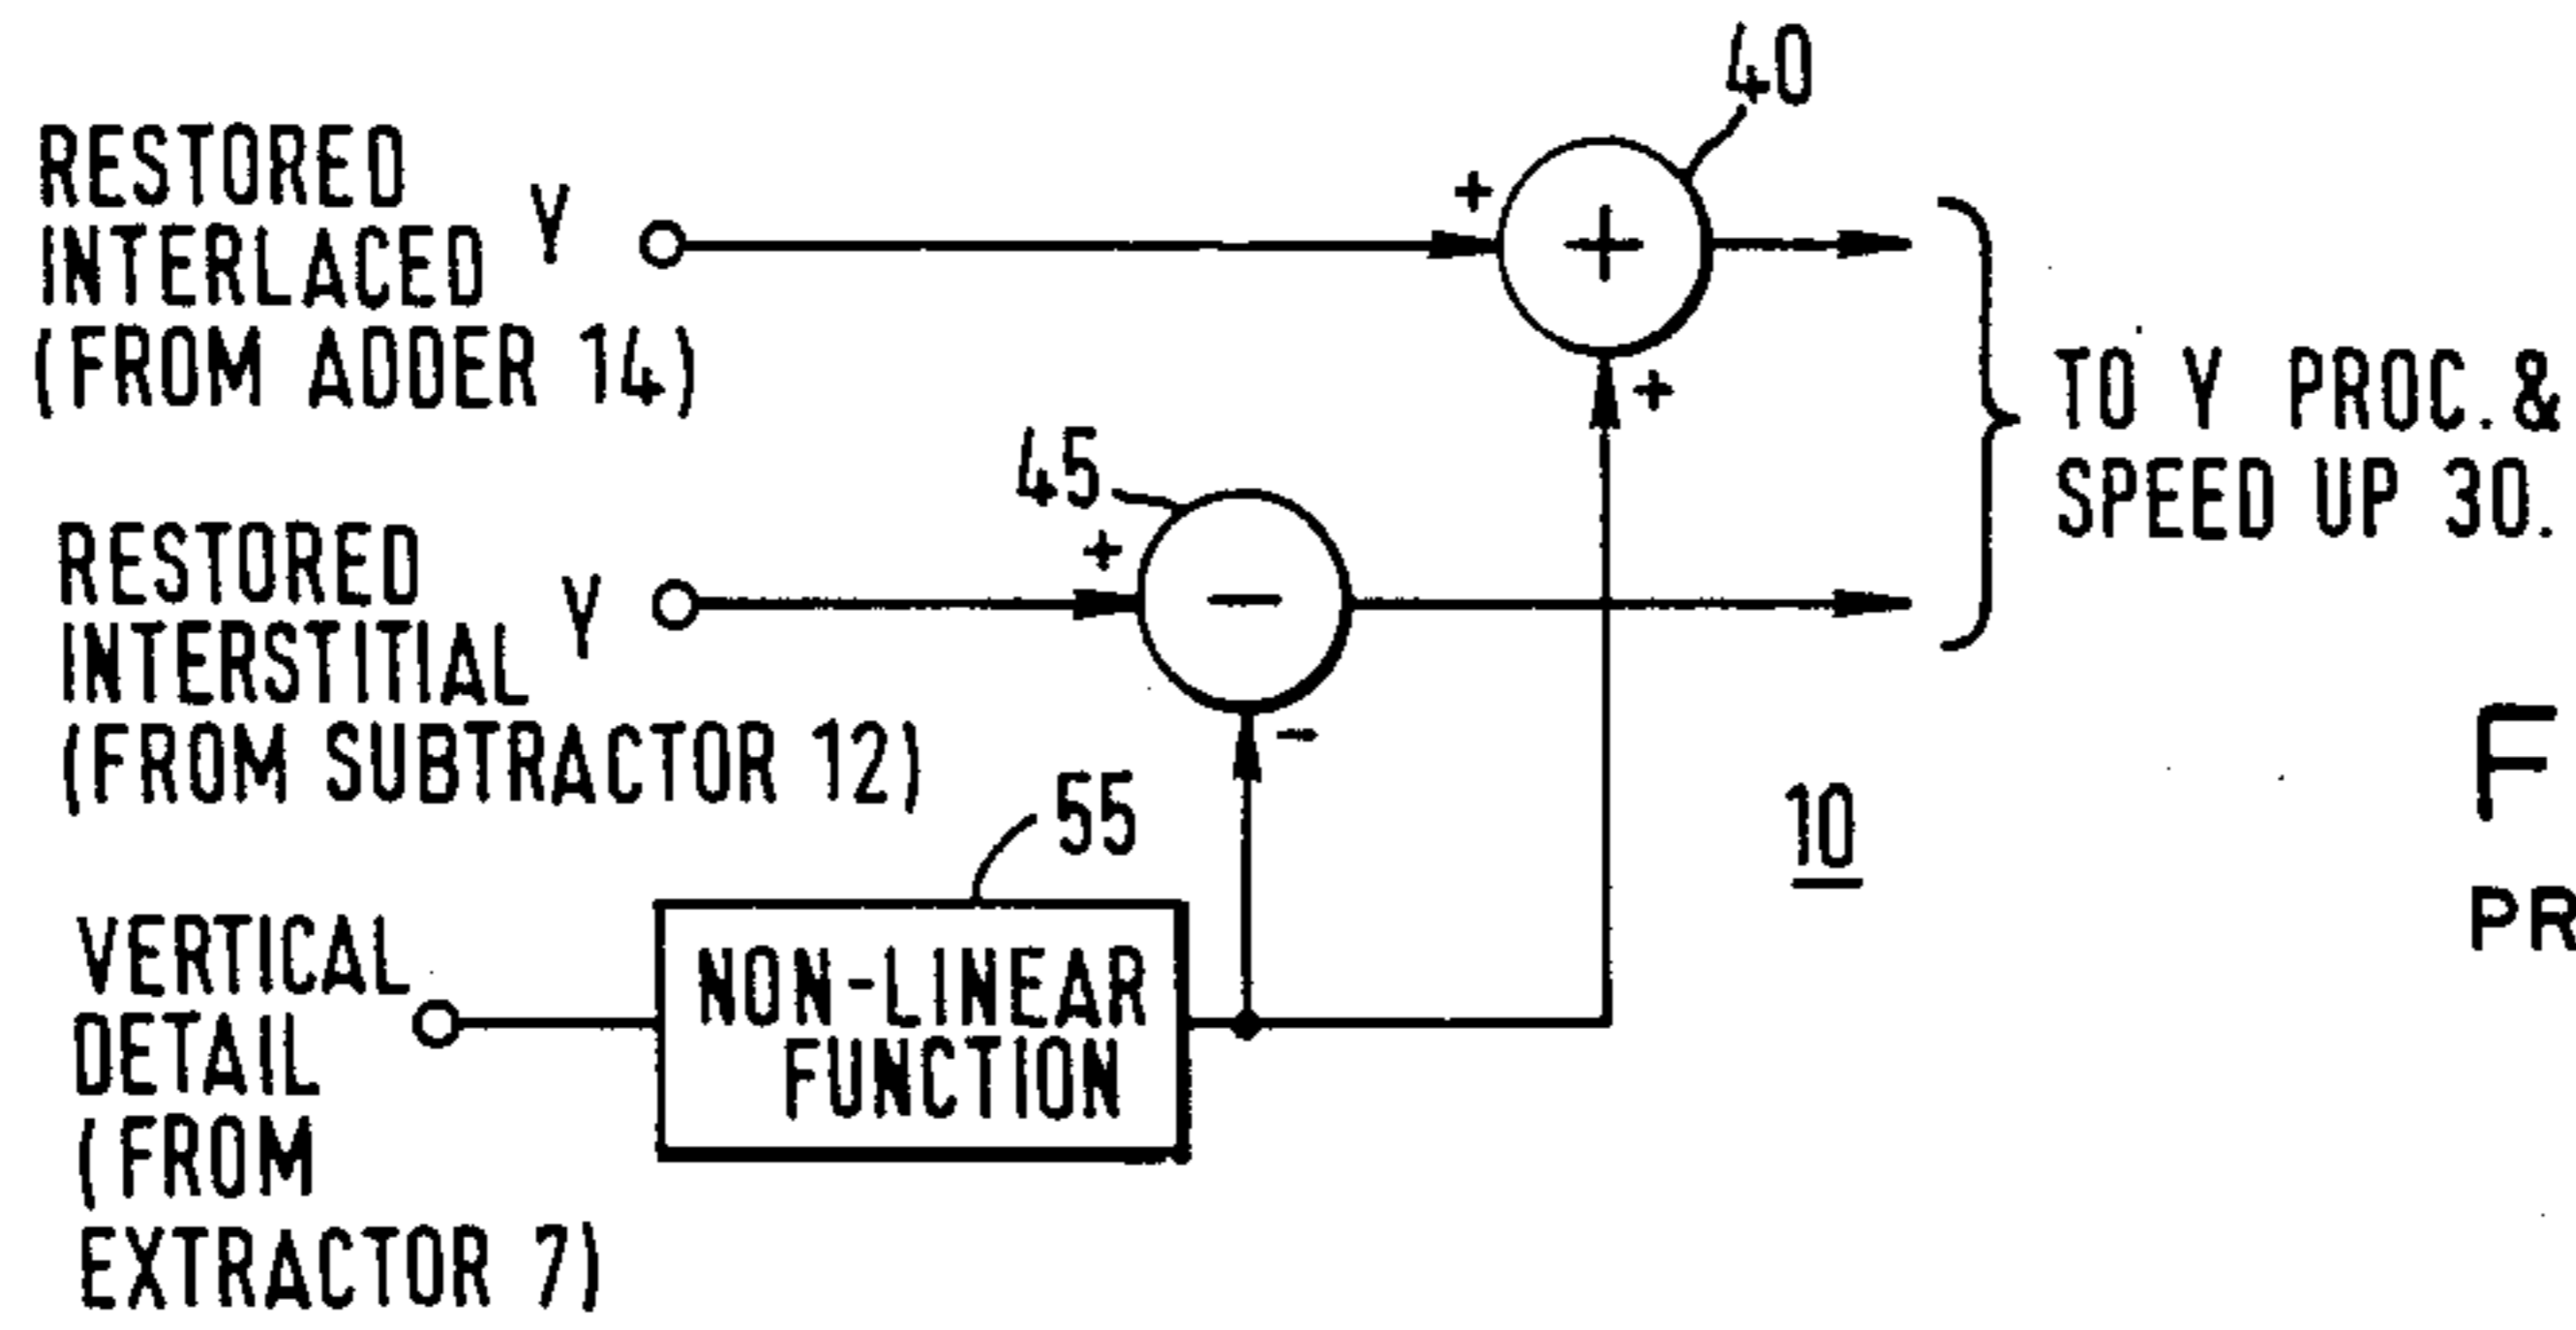 40
RESTORED
INTERLACED Y
(FROM ADDER 14)
+
+
+
TO Y PROC. &
SPEED UP 30.
45
RESTORED
INTERSTITIAL Y
(FROM SUBTRACTOR 12)
+
−
-
55
10
F
PR
VERTICAL
DETAIL
(FROM
EXTRACTOR 7)
NON-LINEAR
FUNCTION